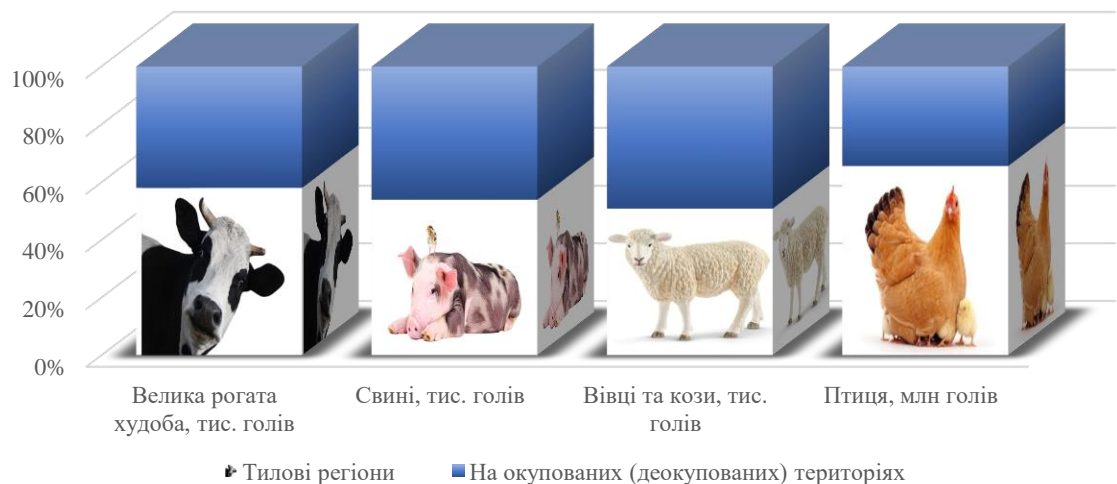 100%
80%
60%
40%
20%
0%
Велика рогата
худоба, тис. голів
Свині, тис. голів
Вівці та кози, тис.
голів
Птиця, млн голів
Тилові регіони
На окупованих (деокупованих) територіях